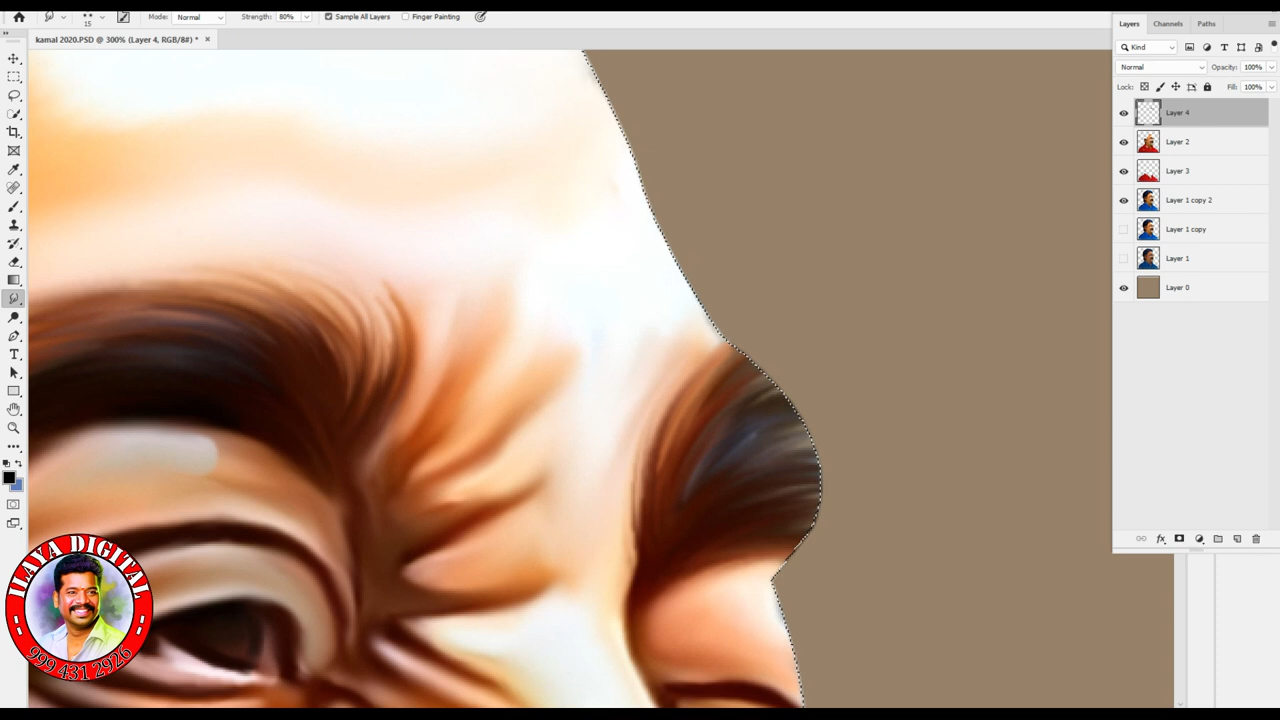 15 Mode: Normal Strength: 80% Sample All Layers Finger Painting
kamal 2020.PSD @ 300% (Layer 4, RGB/8#) * ×
Layers Channels Paths
Kind
Normal Opacity: 100%
Lock: Fill: 100%
Layer 4
Layer 2
Layer 3
Layer 1 copy 2
Layer 1 copy
Layer 1
Layer 0
ILAYA DIGITAL
999 431 2926